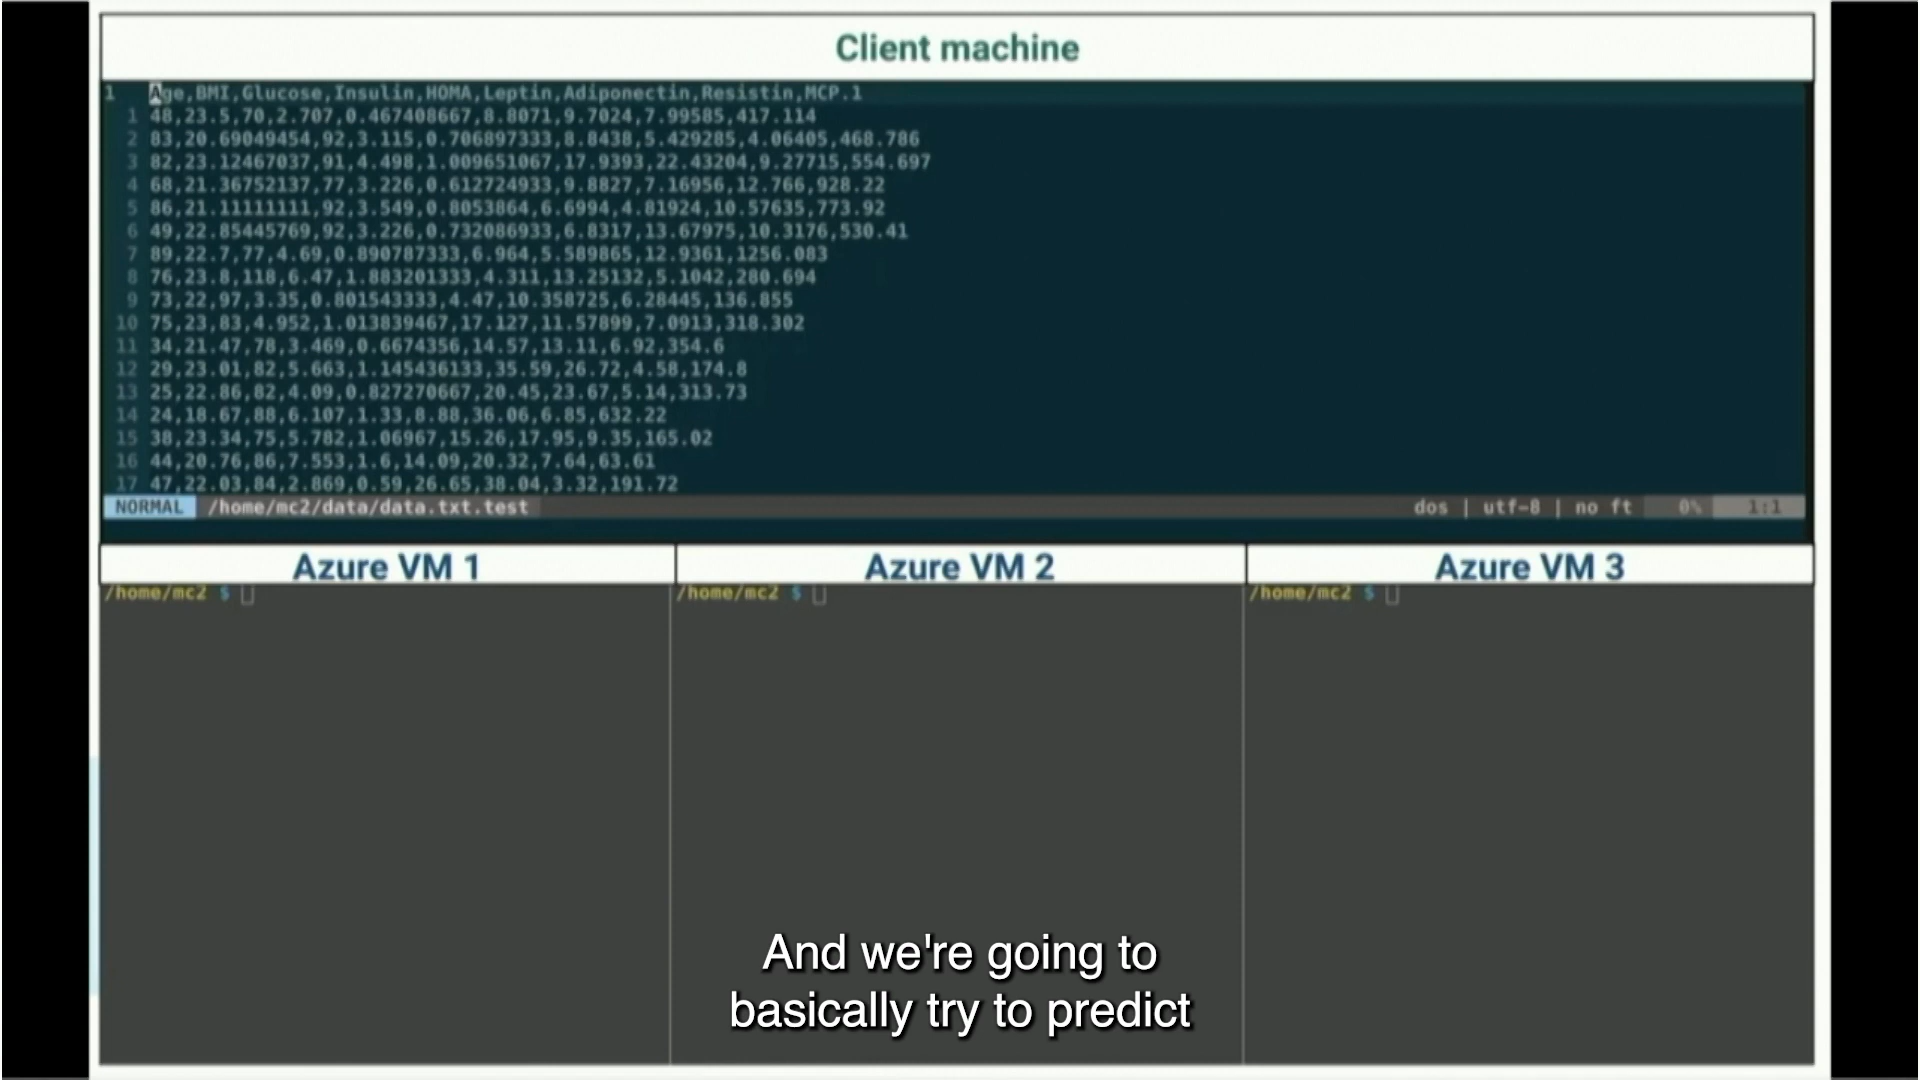 Client machine
1 Age,BMI,Glucose,Insulin,HOMA,Leptin,Adiponectin,Resistin,MCP.1
1 48,23.5,70,2.707,0.467408667,8.8071,9.7024,7.99585,417.114
2 83,20.69049454,92,3.115,0.706897333,8.8438,5.429285,4.06405,468.786
3 82,23.12467037,91,4.498,1.009651067,17.9393,22.43204,9.27715,554.697
4 68,21.36752137,77,3.226,0.612724933,9.8827,7.16956,12.766,928.22
5 86,21.11111111,92,3.549,0.8053864,6.6994,4.81924,10.57635,773.92
6 49,22.85445769,92,3.226,0.732086933,6.8317,13.67975,10.3176,530.41
7 89,22.7,77,4.69,0.890787333,6.964,5.589865,12.9361,1256.083
8 76,23.8,118,6.47,1.883201333,4.311,13.25132,5.1042,280.694
9 73,22,97,3.35,0.801543333,4.47,10.358725,6.28445,136.855
10 75,23,83,4.952,1.013839467,17.127,11.57899,7.0913,318.302
11 34,21.47,78,3.469,0.6674356,14.57,13.11,6.92,354.6
12 29,23.01,82,5.663,1.145436133,35.59,26.72,4.58,174.8
13 25,22.86,82,4.09,0.827270667,20.45,23.67,5.14,313.73
14 24,18.67,88,6.107,1.33,8.88,36.06,6.85,632.22
15 38,23.34,75,5.782,1.06967,15.26,17.95,9.35,165.02
16 44,20.76,86,7.553,1.6,14.09,20.32,7.64,63.61
17 47,22.03,84,2.869,0.59,26.65,38.04,3.32,191.72
NORMAL /home/mc2/data/data.txt.test dos | utf-8 | no ft 0% 1:1
Azure VM 1 Azure VM 2 Azure VM 3
/home/mc2 $ /home/mc2 $ /home/mc2 $
And we're going to
basically try to predict